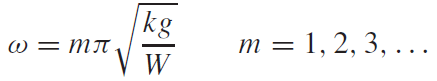 ω = mπ√(kg/W)    m = 1, 2, 3, ...